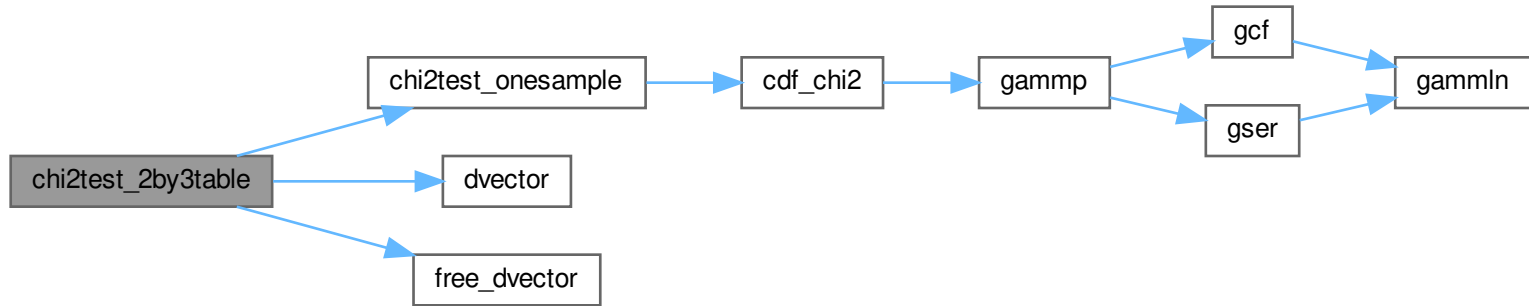 chi2test_2by3table
chi2test_onesample
dvector
free_dvector
cdf_chi2
gammp
gcf
gser
gammln